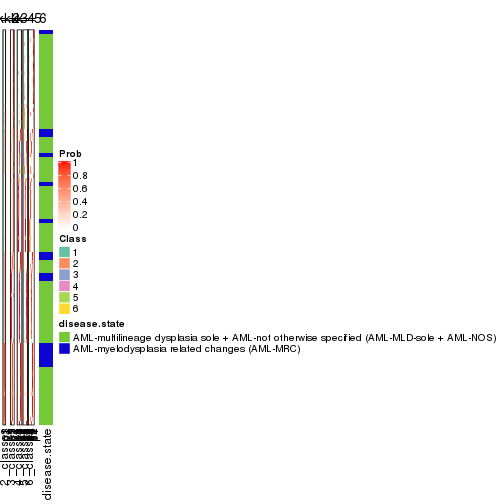 Prob
1
0.8
0.6
0.4
0.2
0
Class
1
2
3
4
5
6
disease.state
AML-multilineage dysplasia sole + AML-not otherwise specified (AML-MLD-sole + AML-NOS)
AML-myelodysplasia related changes (AML-MRC)
disease.state